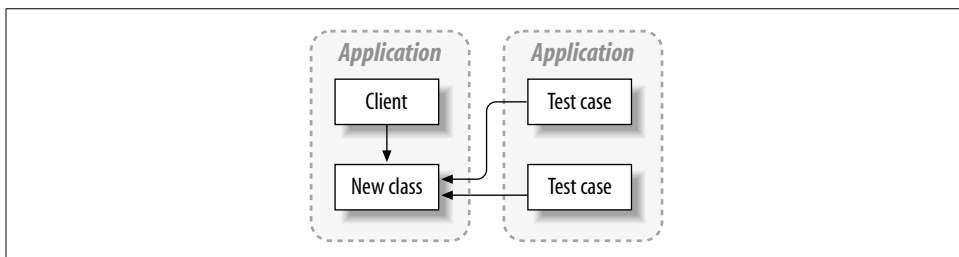 Application
Application
Client
Test case
New class
Test case